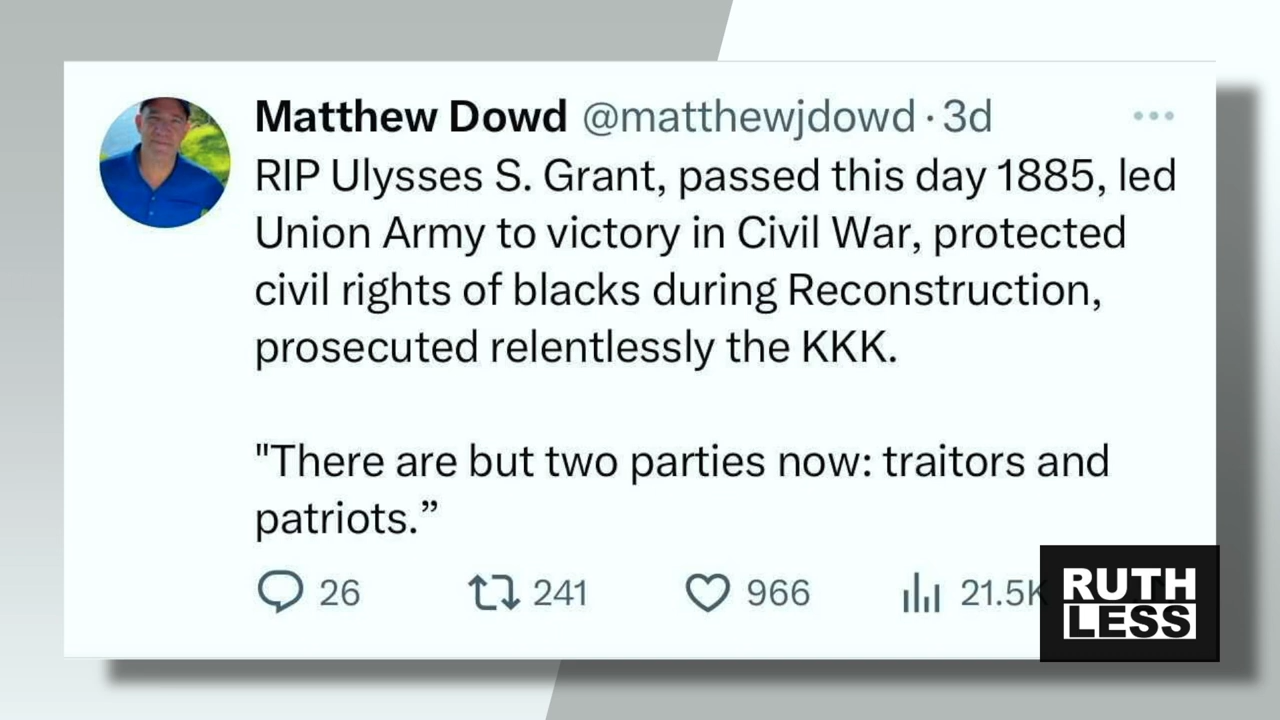 Matthew Dowd @matthewjdowd · 3d
RIP Ulysses S. Grant, passed this day 1885, led
Union Army to victory in Civil War, protected
civil rights of blacks during Reconstruction,
prosecuted relentlessly the KKK.
"There are but two parties now: traitors and
patriots.”
26 241 966 21.5K
RUTH
LESS